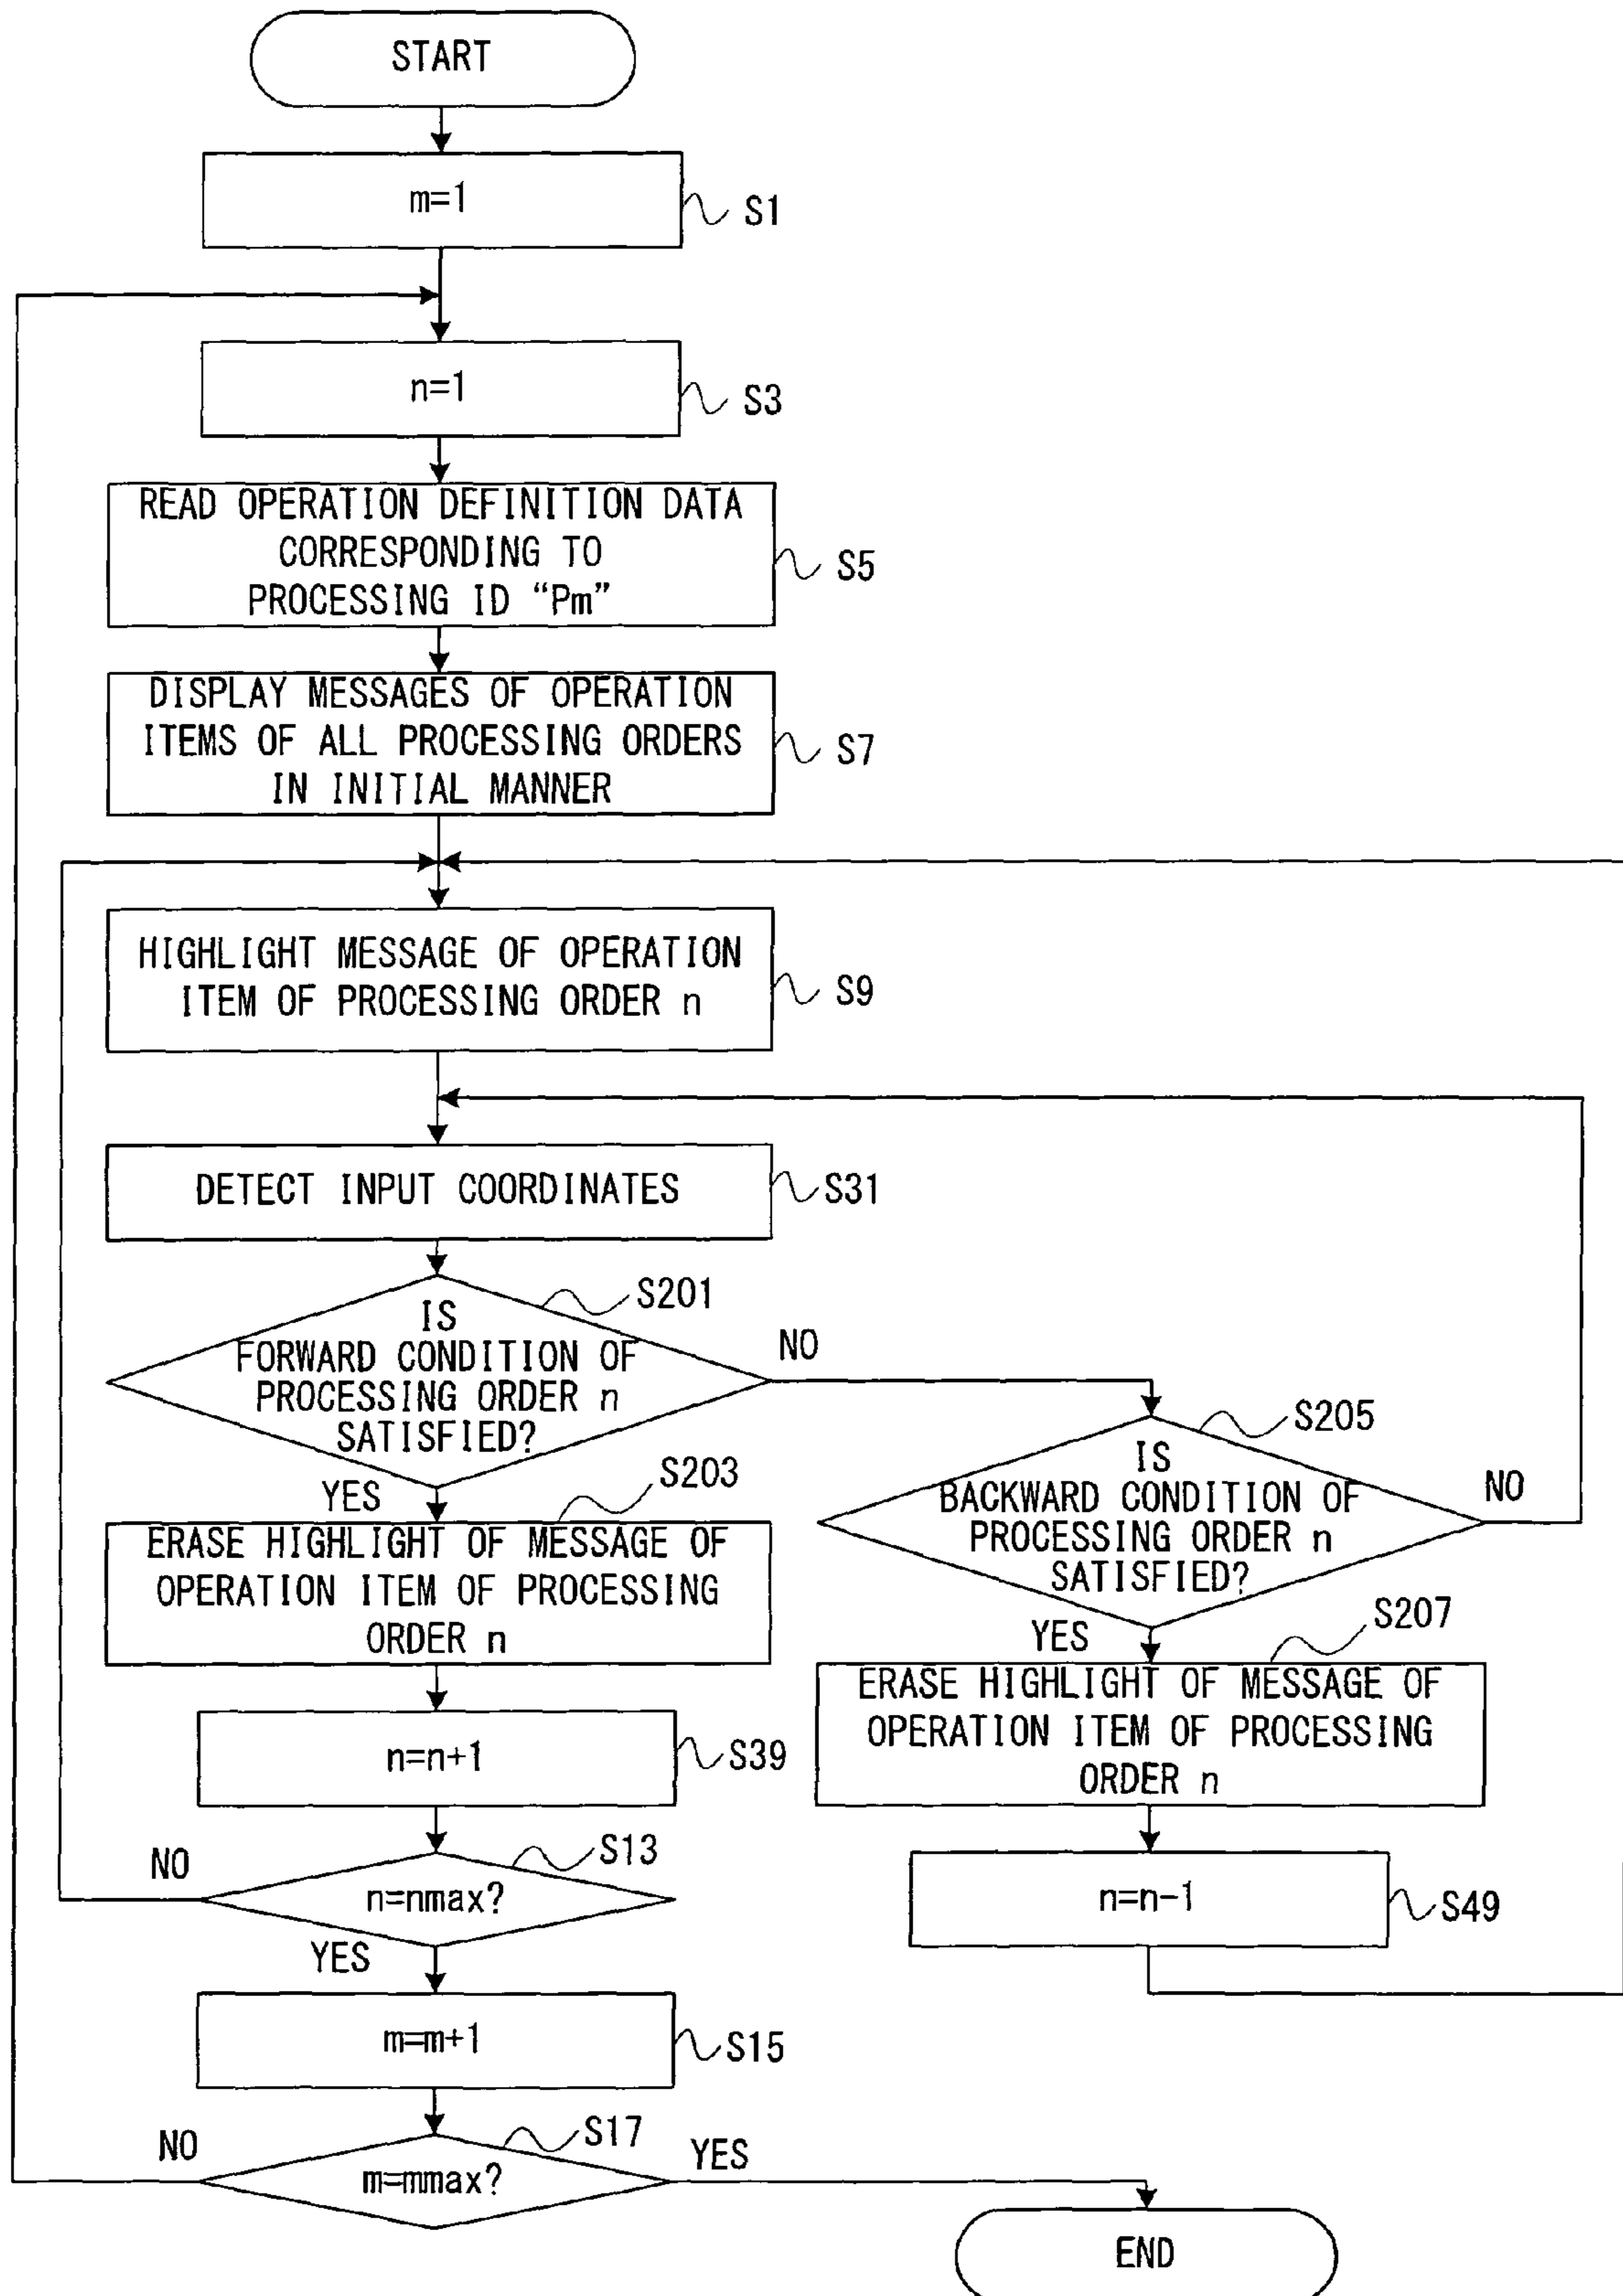 START
m=1
S1
n=1
S3
READ OPERATION DEFINITION DATA
CORRESPONDING TO
PROCESSING ID “Pm”
S5
DISPLAY MESSAGES OF OPERATION
ITEMS OF ALL PROCESSING ORDERS
IN INITIAL MANNER
S7
HIGHLIGHT MESSAGE OF OPERATION
ITEM OF PROCESSING ORDER n
S9
DETECT INPUT COORDINATES
S31
IS
FORWARD CONDITION OF
PROCESSING ORDER n
SATISFIED?
S201
NO
YES
IS
BACKWARD CONDITION OF
PROCESSING ORDER n
SATISFIED?
S205
NO
YES
ERASE HIGHLIGHT OF MESSAGE OF
OPERATION ITEM OF PROCESSING
ORDER n
S203
ERASE HIGHLIGHT OF MESSAGE OF
OPERATION ITEM OF PROCESSING
ORDER n
S207
n=n+1
S39
n=n-1
S49
n=nmax?
S13
NO
YES
m=m+1
S15
m=mmax?
S17
NO
YES
END